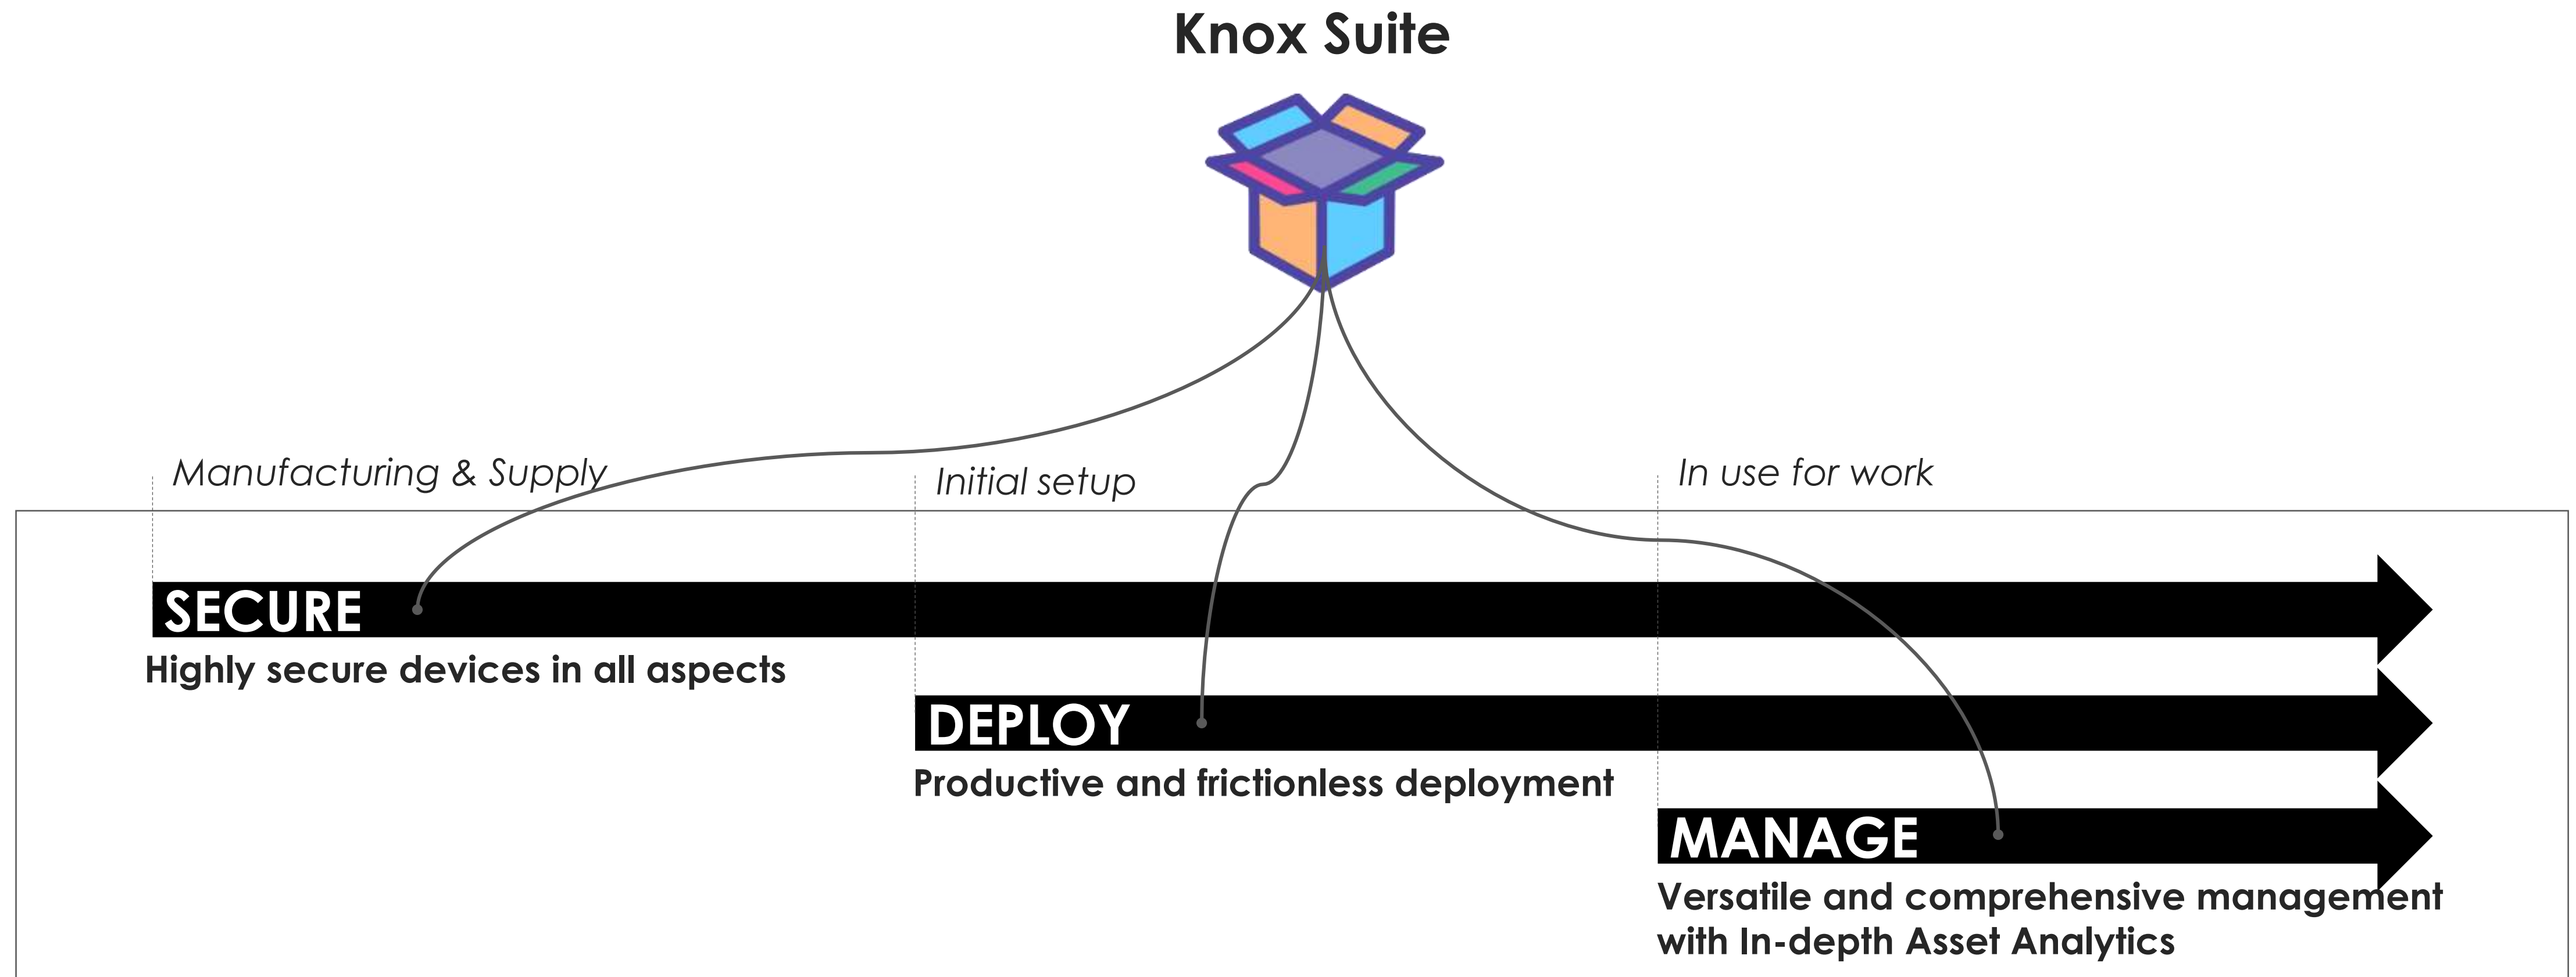 Knox Suite
Manufacturing & Supply
Initial setup
In use for work
SECURE
Highly secure devices in all aspects
DEPLOY
Productive and frictionless deployment
MANAGE
Versatile and comprehensive management
with In-depth Asset Analytics